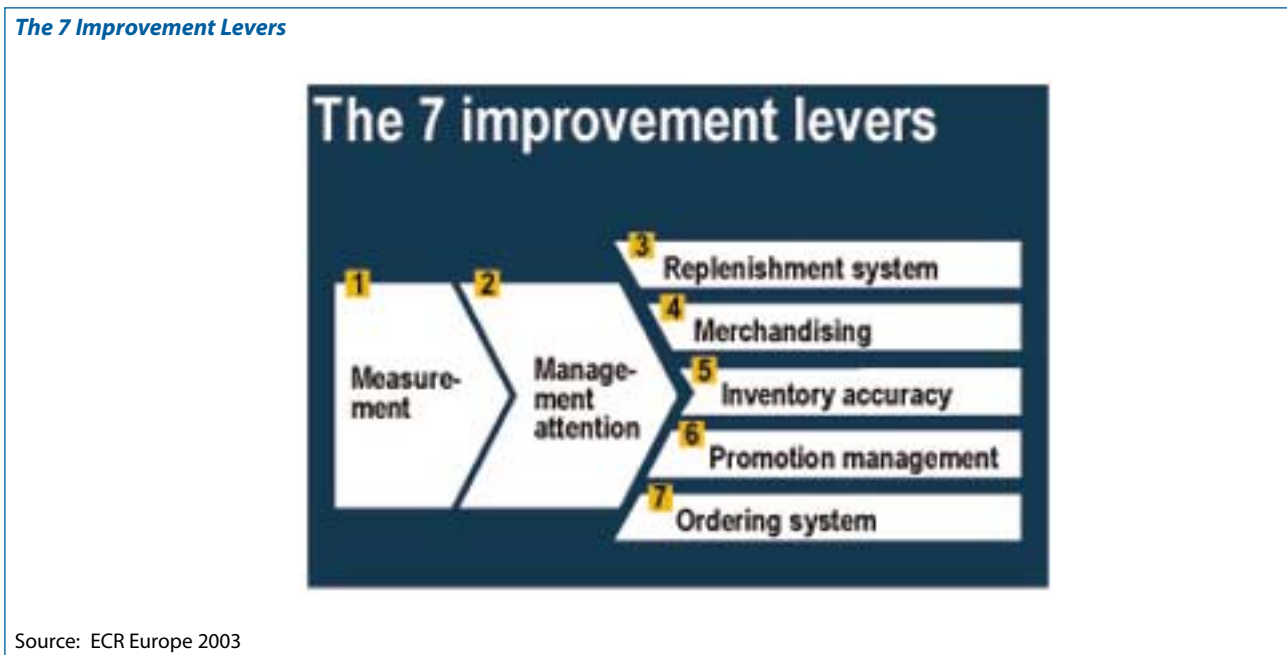 The 7 Improvement Levers
The 7 improvement levers
1
Measure-
ment
2
Manage-
ment
attention
3
Replenishment system
4
Merchandising
5
Inventory accuracy
6
Promotion management
7
Ordering system
Source: ECR Europe 2003